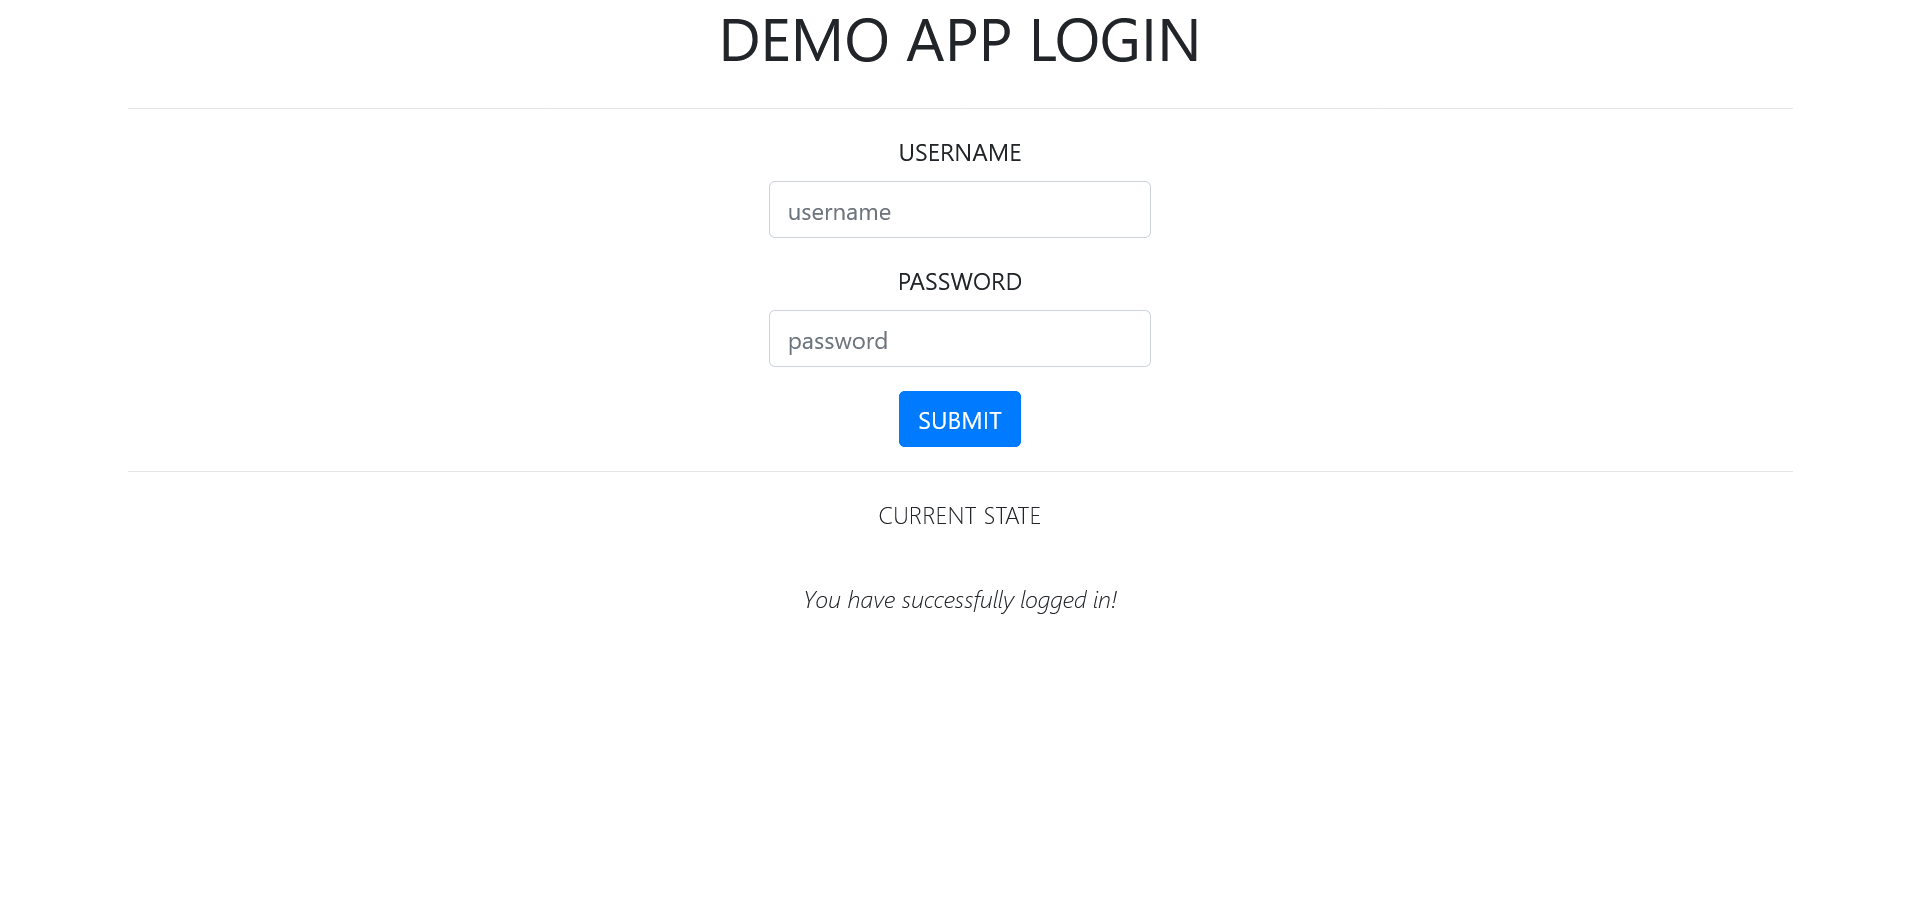 DEMO APP LOGIN
USERNAME
username
PASSWORD
password
SUBMIT
CURRENT STATE
You have successfully logged in!